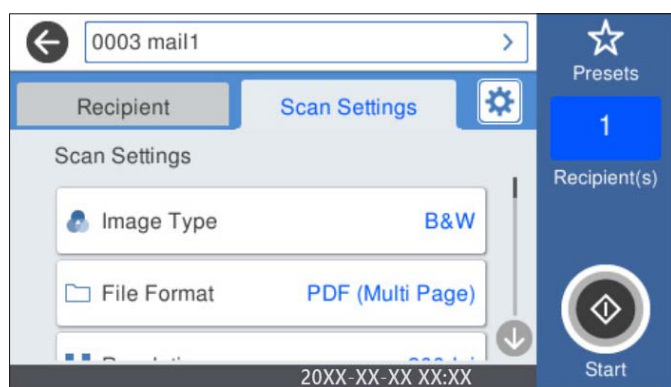 0003 mail1
Presets
Recipient
Scan Settings
1
Recipient(s)
Scan Settings
Image Type
B&W
File Format
PDF (Multi Page)
20XX-XX-XX XX:XX
Start